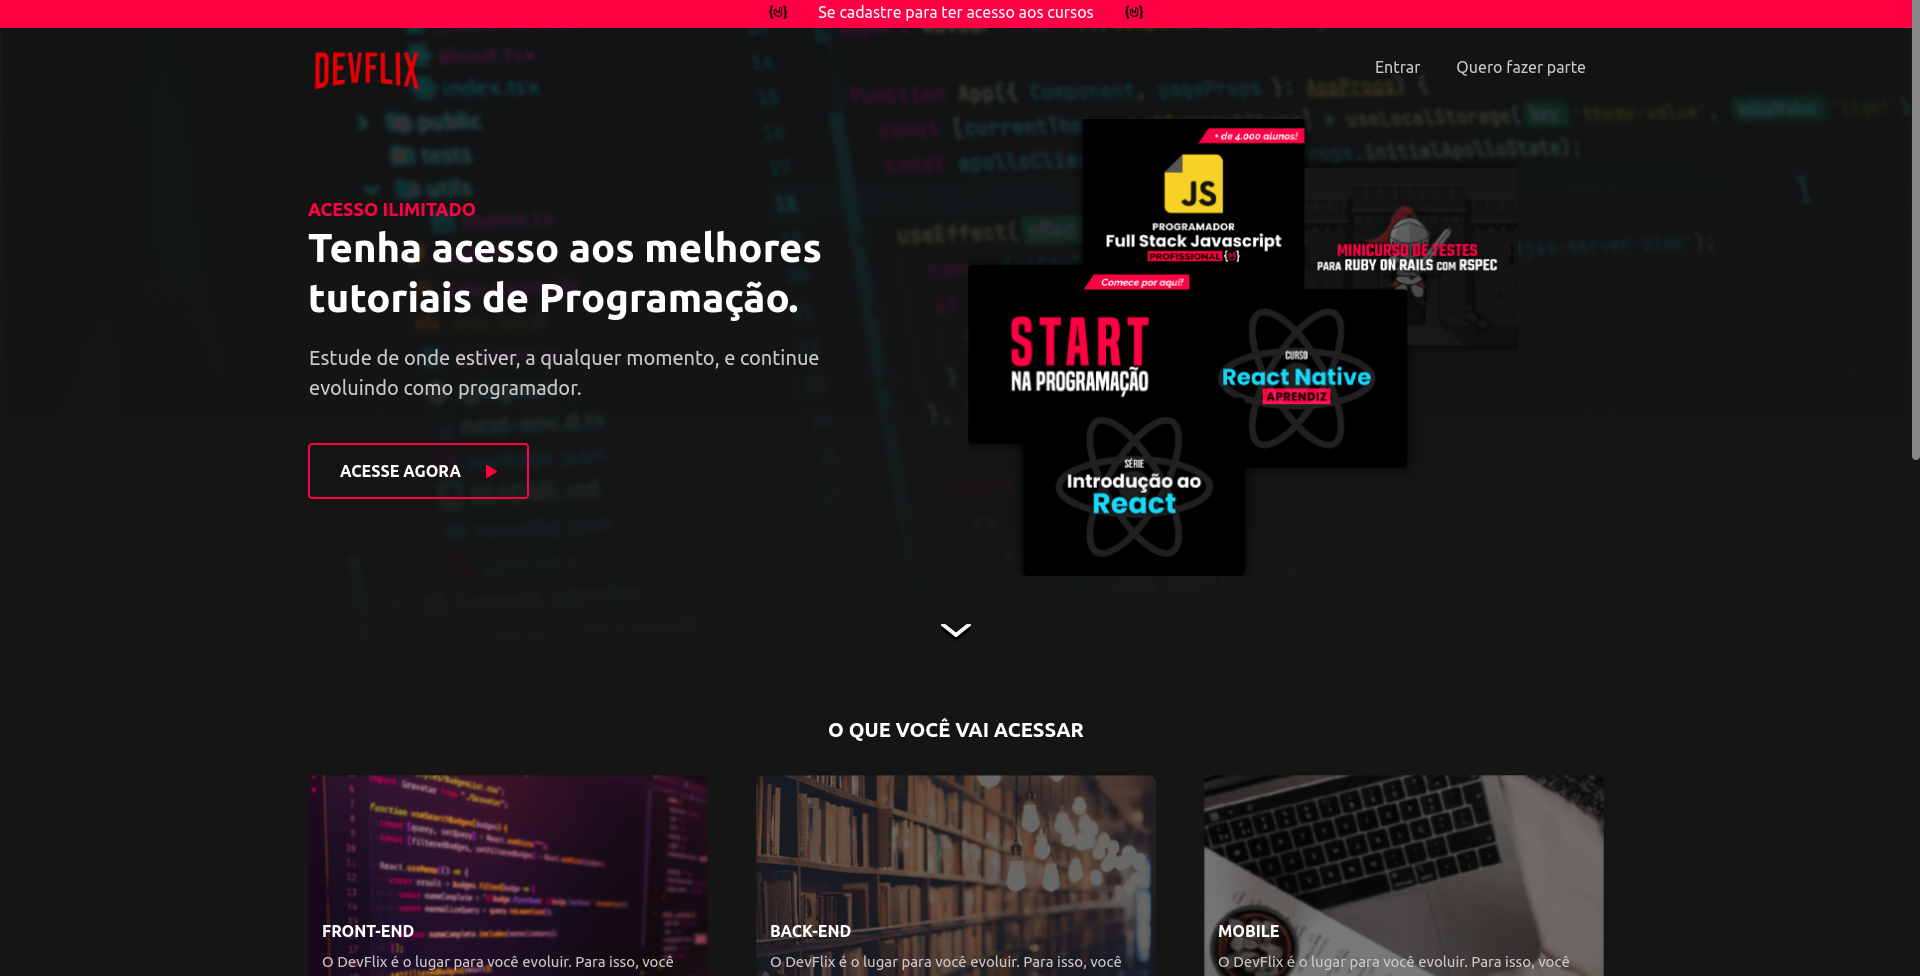 Se cadastre para ter acesso aos cursos
DEVFLIX
Entrar
Quero fazer parte
ACESSO ILIMITADO
Tenha acesso aos melhores
tutoriais de Programação.
Estude de onde estiver, a qualquer momento, e continue
evoluindo como programador.
ACESSE AGORA
+ de 4.000 alunos!
JS
PROGRAMADOR
Full Stack Javascript
PROFISSIONAL
MINICURSO DE TESTES
PARA RUBY ON RAILS COM RSPEC
Comece por aqui!
START
NA PROGRAMAÇÃO
CURSO
React Native
APRENDIZ
SÉRIE
Introdução ao
React
O QUE VOCÊ VAI ACESSAR
FRONT-END
O DevFlix é o lugar para você evoluir. Para isso, você
BACK-END
O DevFlix é o lugar para você evoluir. Para isso, você
MOBILE
O DevFlix é o lugar para você evoluir. Para isso, você